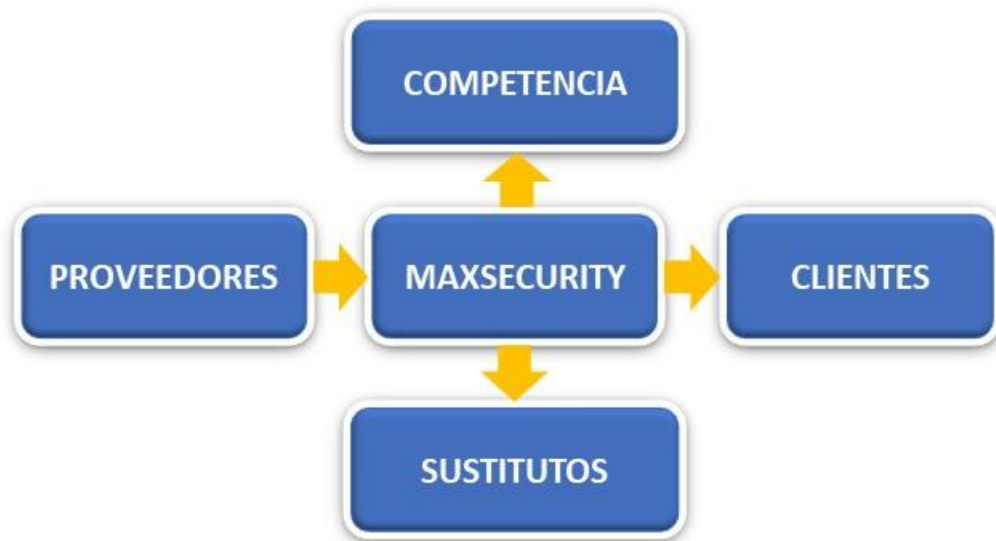 COMPETENCIA
PROVEEDORES
MAXSECURITY
CLIENTES
SUSTITUTOS